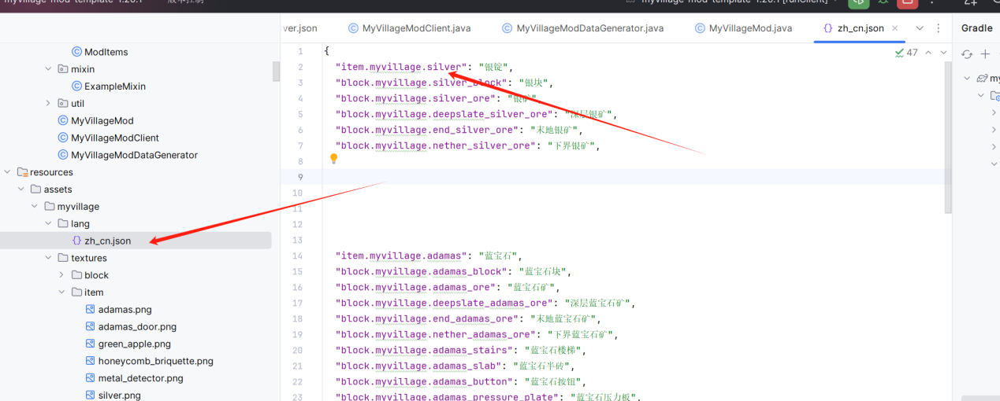 myvillage-mod-template-1.20.1
版本控制
myvillage-mod-template-1.20.1 [runClient]
ver.json
MyVillageModClient.java
MyVillageModDataGenerator.java
MyVillageMod.java
zh_cn.json
Gradle
ModItems
mixin
ExampleMixin
util
MyVillageMod
MyVillageModClient
MyVillageModDataGenerator
resources
assets
myvillage
lang
zh_cn.json
textures
block
item
adamas.png
adamas_door.png
green_apple.png
honeycomb_briquette.png
metal_detector.png
silver.png
47
1 {
2 "item.myvillage.silver": "银锭",
3 "block.myvillage.silver_block": "银块",
4 "block.myvillage.silver_ore": "银矿",
5 "block.myvillage.deepslate_silver_ore": "深层银矿",
6 "block.myvillage.end_silver_ore": "末地银矿",
7 "block.myvillage.nether_silver_ore": "下界银矿",
8
9
10
11
12
13
14 "item.myvillage.adamas": "蓝宝石",
15 "block.myvillage.adamas_block": "蓝宝石块",
16 "block.myvillage.adamas_ore": "蓝宝石矿",
17 "block.myvillage.deepslate_adamas_ore": "深层蓝宝石矿",
18 "block.myvillage.end_adamas_ore": "末地蓝宝石矿",
19 "block.myvillage.nether_adamas_ore": "下界蓝宝石矿",
20 "block.myvillage.adamas_stairs": "蓝宝石楼梯",
21 "block.myvillage.adamas_slab": "蓝宝石半砖",
22 "block.myvillage.adamas_button": "蓝宝石按钮",
23 "block.myvillage.adamas_pressure_plate": "蓝宝石压力板",
my